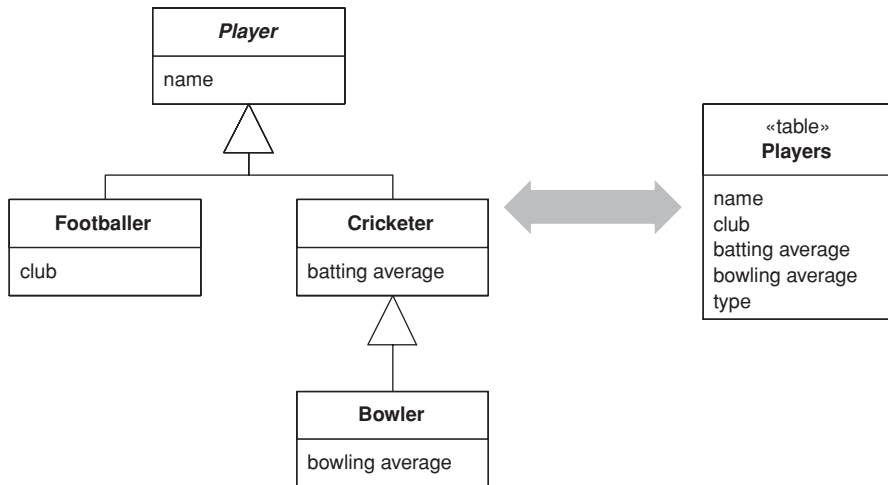 Player
name
Footballer
club
Cricketer
batting average
Bowler
bowling average
«table»
Players
name
club
batting average
bowling average
type